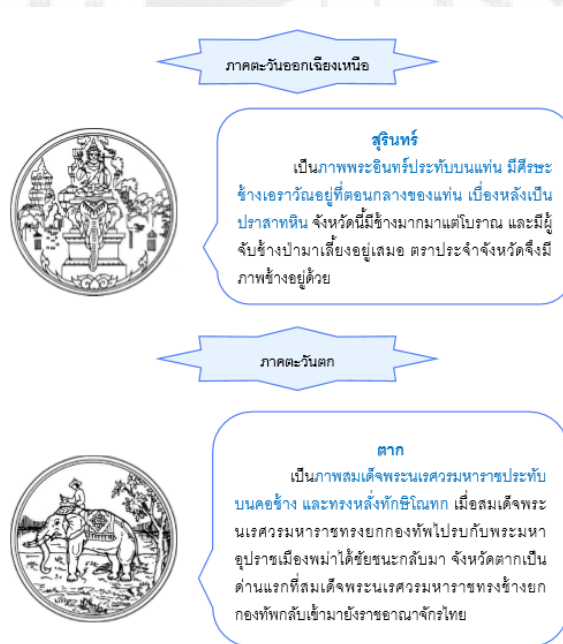 ภาคตะวันออกเฉียงเหนือ
สุรินทร์
เป็นภาพพระอินทร์ประทับบนแท่น มีศีรษะ
ช้างเอราวัณอยู่ที่ตอนกลางของแท่น เบื่องหลังเป็น
ปราสาทหิน จังหวัดนี้มีช้างมากมาแต่โบราณ และมีผู้
จับช้างป่ามาเลี้ยงอยู่เสมอ ตราประจำจังหวัดจึงมี
ภาพช้างอยู่ด้วย
ภาคตะวันตก
ตาก
เป็นภาพสมเด็จพระนเรศวรมหาราชประทับ
บนคอช้าง และทรงหลั่งทักษิโณทก เมื่อสมเด็จพระ
นเรศวรมหาราชทรงยกกองทัพไปรบกับพระมหา
อุปราชเมืองพม่าได้ชัยชนะกลับมา จังหวัดตากเป็น
ด่านแรกที่สมเด็จพระนเรศวรมหาราชทรงช้างยก
กองทัพกลับเข้ามายังราชอาณาจักรไทย